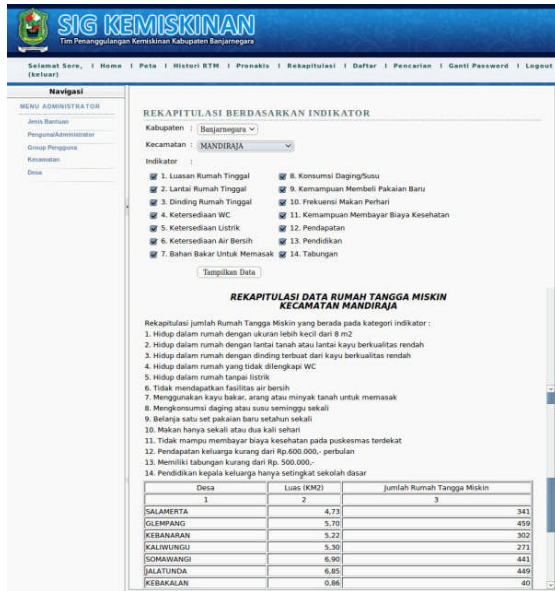 SIG KEMISKINAN
Tim Penanggulangan Kemiskinan Kabupaten Banjarnegara
Selamat Sore, | Home | Peta | Histori RTM | Pronakis | Rekapitulasi | Daftar | Pencarian | Ganti Password | Logout
(keluar)
Navigasi
MENU ADMINISTRATOR
Jenis Bantuan
Penguna/Administrator
Group Pengguna
Kecamatan
Desa
REKAPITULASI BERDASARKAN INDIKATOR
Kabupaten : Banjarnegara
Kecamatan : MANDIRAJA
Indikator :
1. Luasan Rumah Tinggal 8. Konsumsi Daging/Susu
2. Lantai Rumah Tinggal 9. Kemampuan Membeli Pakaian Baru
3. Dinding Rumah Tinggal 10. Frekuensi Makan Perhari
4. Ketersediaan WC 11. Kemampuan Membayar Biaya Kesehatan
5. Ketersediaan Listrik 12. Pendapatan
6. Ketersediaan Air Bersih 13. Pendidikan
7. Bahan Bakar Untuk Memasak 14. Tabungan
Tampilkan Data
REKAPITULASI DATA RUMAH TANGGA MISKIN
KECAMATAN MANDIRAJA
Rekapitulasi jumlah Rumah Tangga Miskin yang berada pada kategori indikator :
1. Hidup dalam rumah dengan ukuran lebih kecil dari 8 m2
2. Hidup dalam rumah dengan lantai tanah atau lantai kayu berkualitas rendah
3. Hidup dalam rumah dengan dinding terbuat dari kayu berkualitas rendah
4. Hidup dalam rumah yang tidak dilengkapi WC
5. Hidup dalam rumah tanpai listrik
6. Tidak mendapatkan fasilitas air bersih
7. Menggunakan kayu bakar, arang atau minyak tanah untuk memasak
8. Mengkonsumsi daging atau susu seminggu sekali
9. Belanja satu set pakaian baru setahun sekali
10. Makan hanya sekali atau dua kali sehari
11. Tidak mampu membayar biaya kesehatan pada puskesmas terdekat
12. Pendapatan keluarga kurang dari Rp.600.000,- perbulan
13. Memiliki tabungan kurang dari Rp. 500.000,-
14. Pendidikan kepala keluarga hanya setingkat sekolah dasar
Desa Luas (KM2) Jumlah Rumah Tangga Miskin
1 2 3
SALAMERTA 4,73 341
GLEMPANG 5,70 459
KEBANARAN 5,22 302
KALIWUNGU 5,30 271
SOMAWANGI 6,90 441
JALATUNDA 6,85 449
KEBAKALAN 0,86 40